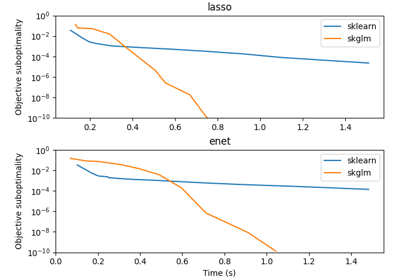 lasso
Objective suboptimality
10^0
10^-2
10^-4
10^-6
10^-8
10^-10
sklearn
skglm
0.2 0.4 0.6 0.8 1.0 1.2 1.4
enet
Objective suboptimality
10^0
10^-2
10^-4
10^-6
10^-8
10^-10
sklearn
skglm
0.0 0.2 0.4 0.6 0.8 1.0 1.2 1.4
Time (s)